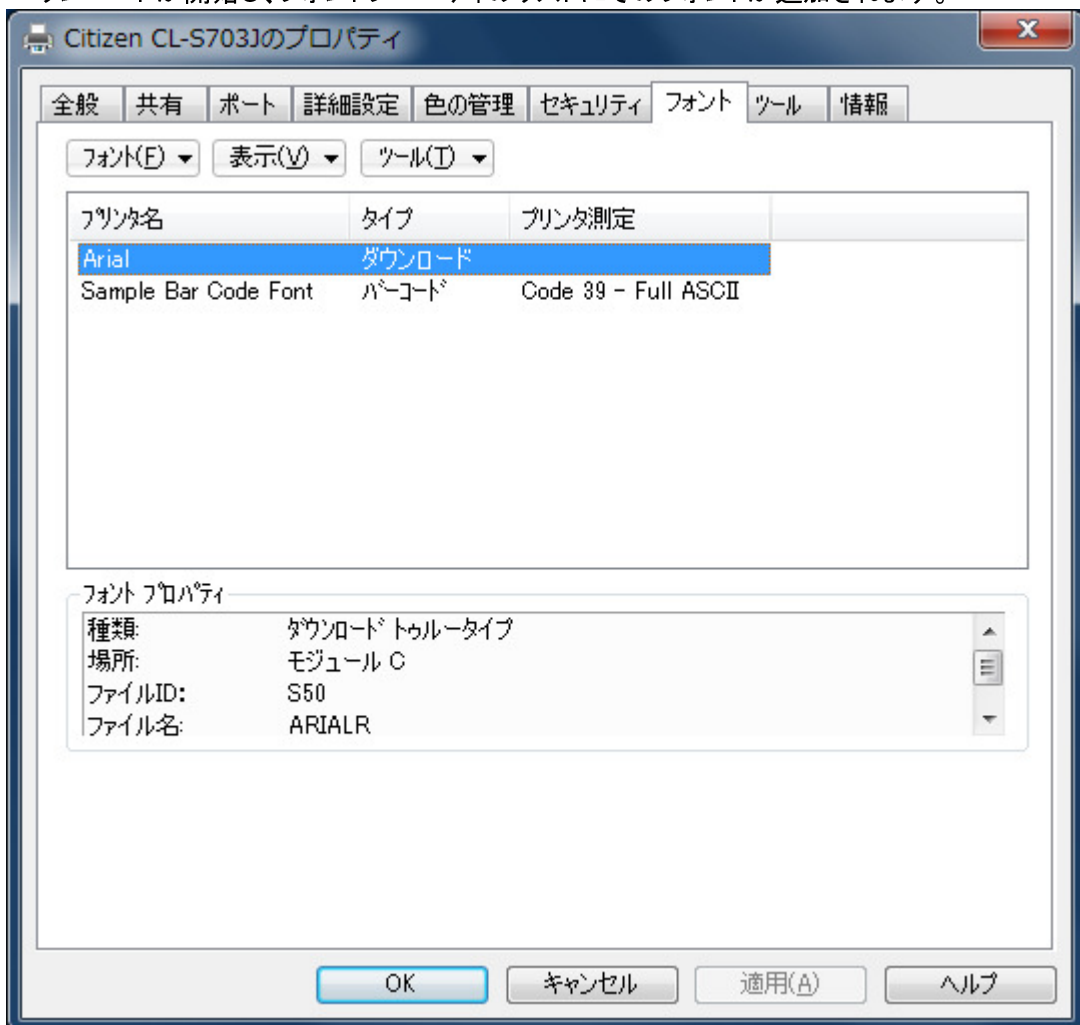 Citizen CL-S703Jのプロパティ
全般 共有 ポート 詳細設定 色の管理 セキュリティ フォント ツール 情報
フォント(F) 表示(V) ツール(T)
プリンタ名 タイプ プリンタ測定
Arial ダウンロード
Sample Bar Code Font バーコード Code 39 - Full ASCII
フォント プロパティ
種類: ダウンロード トゥルータイプ
場所: モジュール C
ファイルID: S50
ファイル名: ARIALR
OK キャンセル 適用(A) ヘルプ